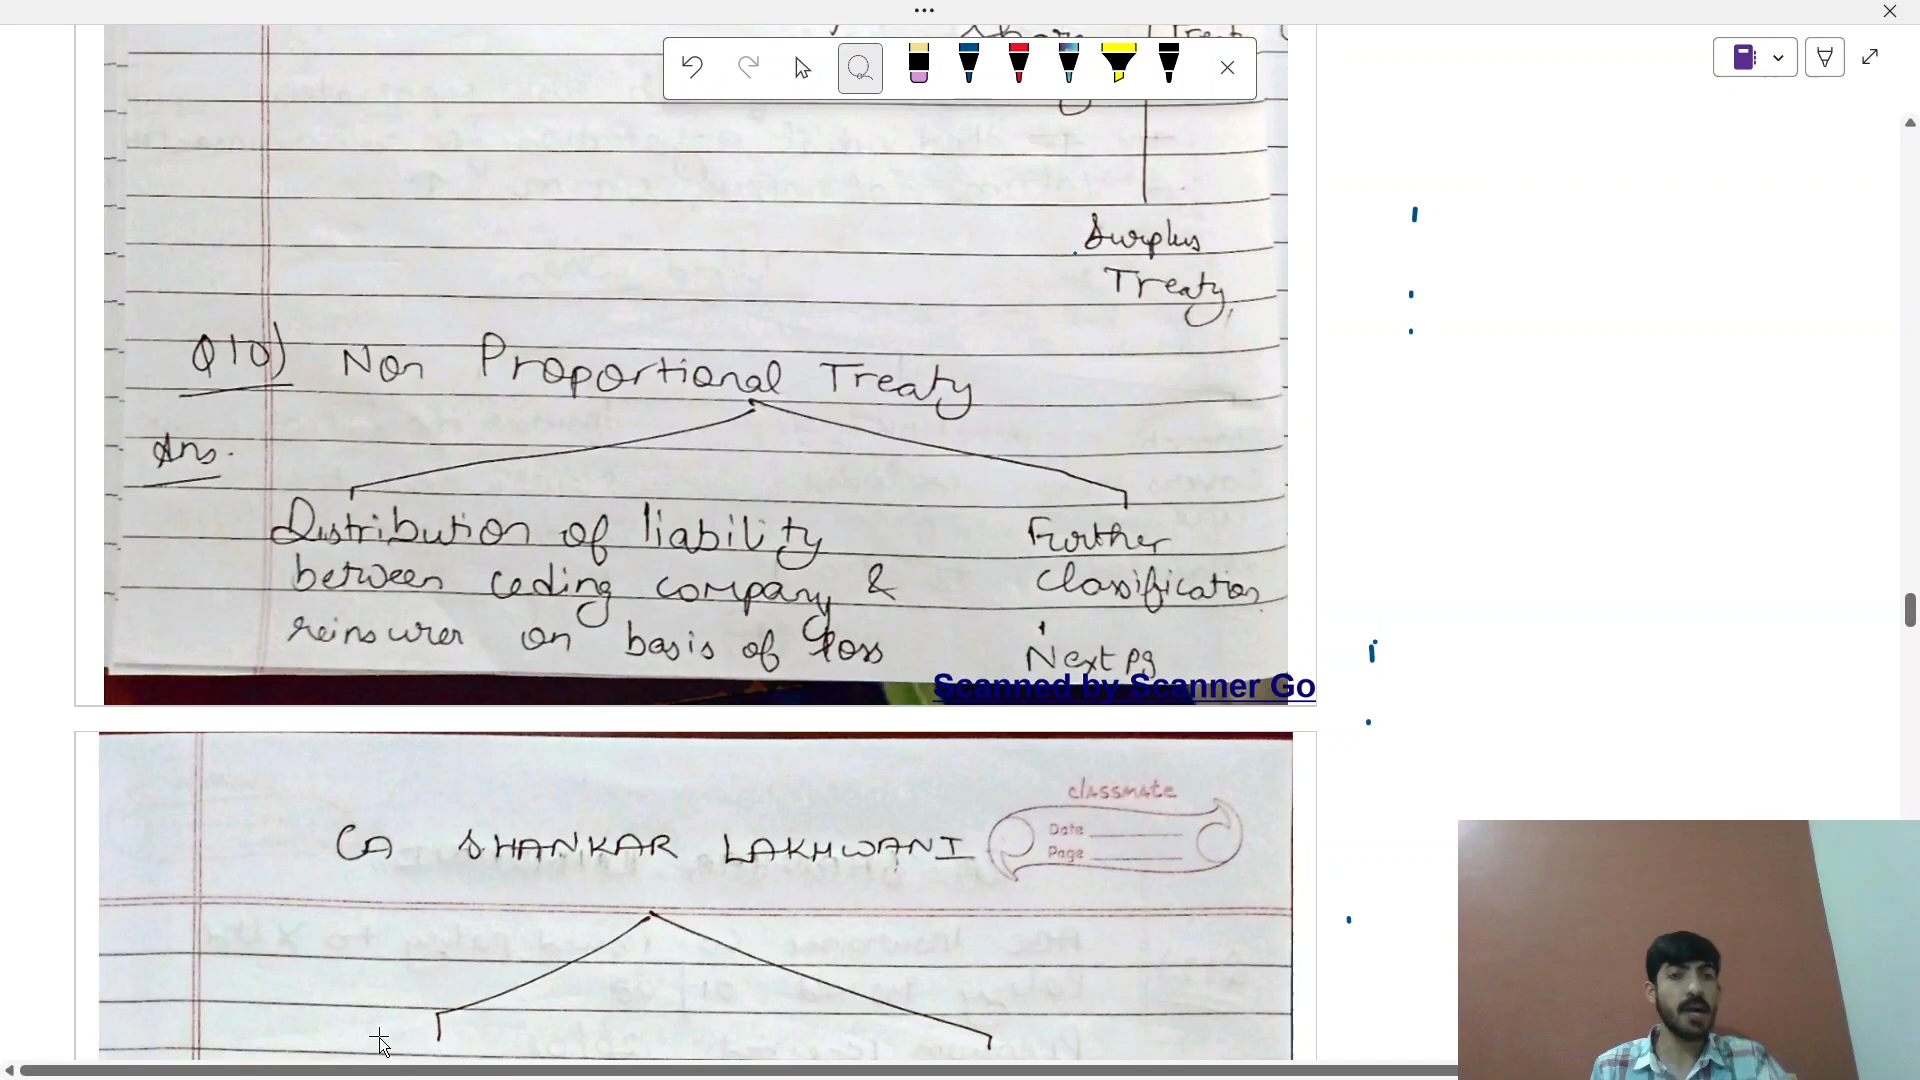 Surplus
Treaty
Q10) Non Proportional Treaty
Ans.
Distribution of liability
between ceding company &
reinsurer on basis of loss
Further
Classification
Next pg
Scanned by Scanner Go
classmate
Date
Page
CA SHANKAR LAKHWANI